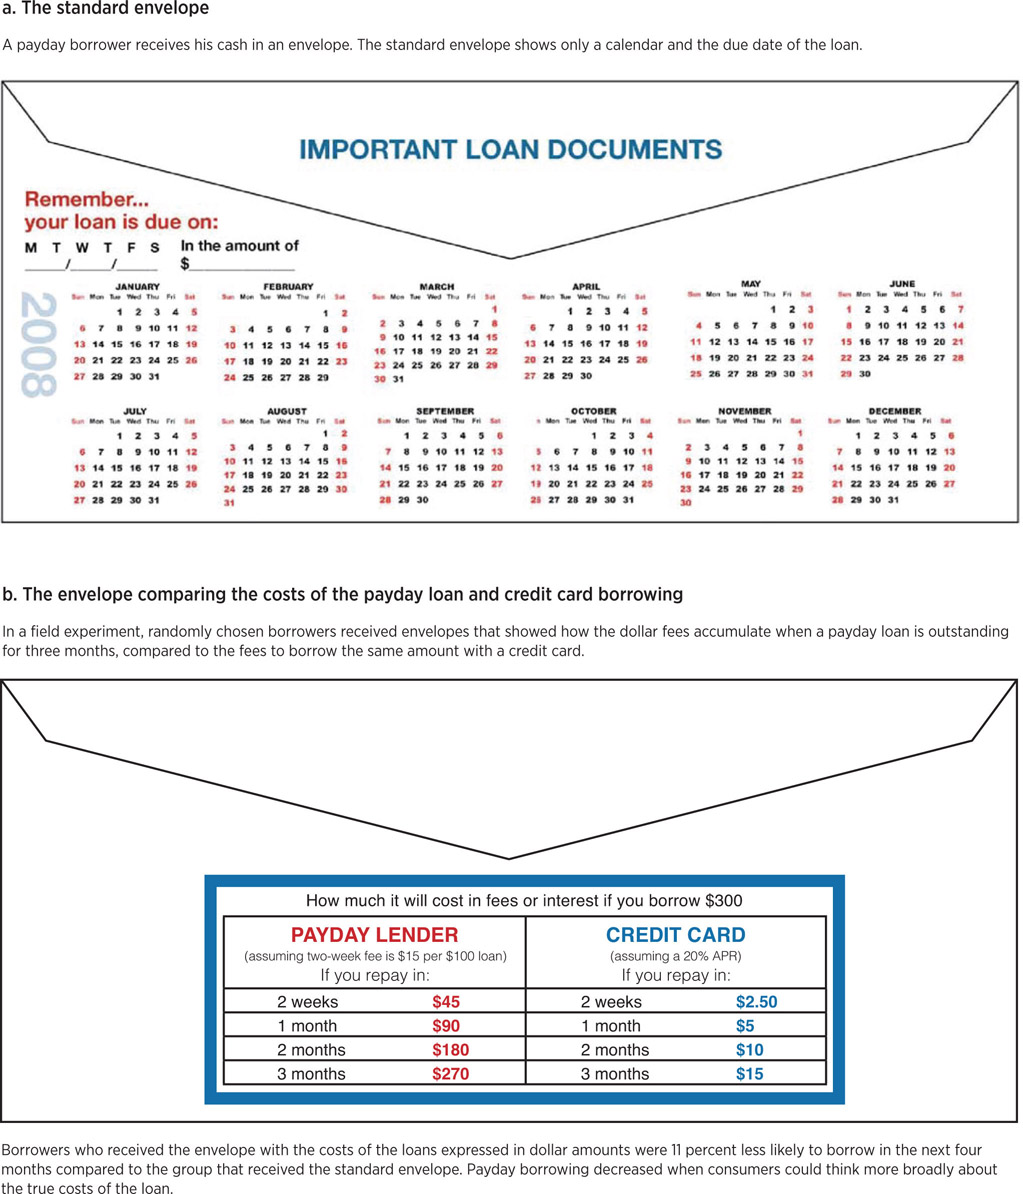 a. The standard envelope
A payday borrower receives his cash in an envelope. The standard envelope shows only a calendar and the due date of the loan.
IMPORTANT LOAN DOCUMENTS
Remember...
your loan is due on:
M T W T F S
____/____/____
In the amount of
$____________
2008
JANUARY
Sun Mon Tue Wed Thu Fri Sat
1 2 3 4 5
6 7 8 9 10 11 12
13 14 15 16 17 18 19
20 21 22 23 24 25 26
27 28 29 30 31
FEBRUARY
Sun Mon Tue Wed Thu Fri Sat
1 2
3 4 5 6 7 8 9
10 11 12 13 14 15 16
17 18 19 20 21 22 23
24 25 26 27 28 29
MARCH
Sun Mon Tue Wed Thu Fri Sat
1
2 3 4 5 6 7 8
9 10 11 12 13 14 15
16 17 18 19 20 21 22
23 24 25 26 27 28 29
30 31
APRIL
Sun Mon Tue Wed Thu Fri Sat
1 2 3 4 5
6 7 8 9 10 11 12
13 14 15 16 17 18 19
20 21 22 23 24 25 26
27 28 29 30
MAY
Sun Mon Tue Wed Thu Fri Sat
1 2 3
4 5 6 7 8 9 10
11 12 13 14 15 16 17
18 19 20 21 22 23 24
25 26 27 28 29 30 31
JUNE
Sun Mon Tue Wed Thu Fri Sat
1 2 3 4 5 6 7
8 9 10 11 12 13 14
15 16 17 18 19 20 21
22 23 24 25 26 27 28
29 30
JULY
Sun Mon Tue Wed Thu Fri Sat
1 2 3 4 5
6 7 8 9 10 11 12
13 14 15 16 17 18 19
20 21 22 23 24 25 26
27 28 29 30 31
AUGUST
Sun Mon Tue Wed Thu Fri Sat
1 2
3 4 5 6 7 8 9
10 11 12 13 14 15 16
17 18 19 20 21 22 23
24 25 26 27 28 29 30
31
SEPTEMBER
Sun Mon Tue Wed Thu Fri Sat
1 2 3 4 5 6
7 8 9 10 11 12 13
14 15 16 17 18 19 20
21 22 23 24 25 26 27
28 29 30
OCTOBER
Mon Tue Wed Thu Fri Sat
1 2 3 4
5 6 7 8 9 10 11
12 13 14 15 16 17 18
19 20 21 22 23 24 25
26 27 28 29 30 31
NOVEMBER
Sun Mon Tue Wed Thu Fri Sat
1
2 3 4 5 6 7 8
9 10 11 12 13 14 15
16 17 18 19 20 21 22
23 24 25 26 27 28 29
30
DECEMBER
Sun Mon Tue Wed Thu Fri Sat
1 2 3 4 5 6
7 8 9 10 11 12 13
14 15 16 17 18 19 20
21 22 23 24 25 26 27
28 29 30 31
b. The envelope comparing the costs of the payday loan and credit card borrowing
In a field experiment, randomly chosen borrowers received envelopes that showed how the dollar fees accumulate when a payday loan is outstanding
for three months, compared to the fees to borrow the same amount with a credit card.
How much it will cost in fees or interest if you borrow $300
PAYDAY LENDER CREDIT CARD
(assuming two-week fee is $15 per $100 loan) (assuming a 20% APR)
If you repay in: If you repay in:
2 weeks $45 2 weeks $2.50
1 month $90 1 month $5
2 months $180 2 months $10
3 months $270 3 months $15
Borrowers who received the envelope with the costs of the loans expressed in dollar amounts were 11 percent less likely to borrow in the next four
months compared to the group that received the standard envelope. Payday borrowing decreased when consumers could think more broadly about
the true costs of the loan.